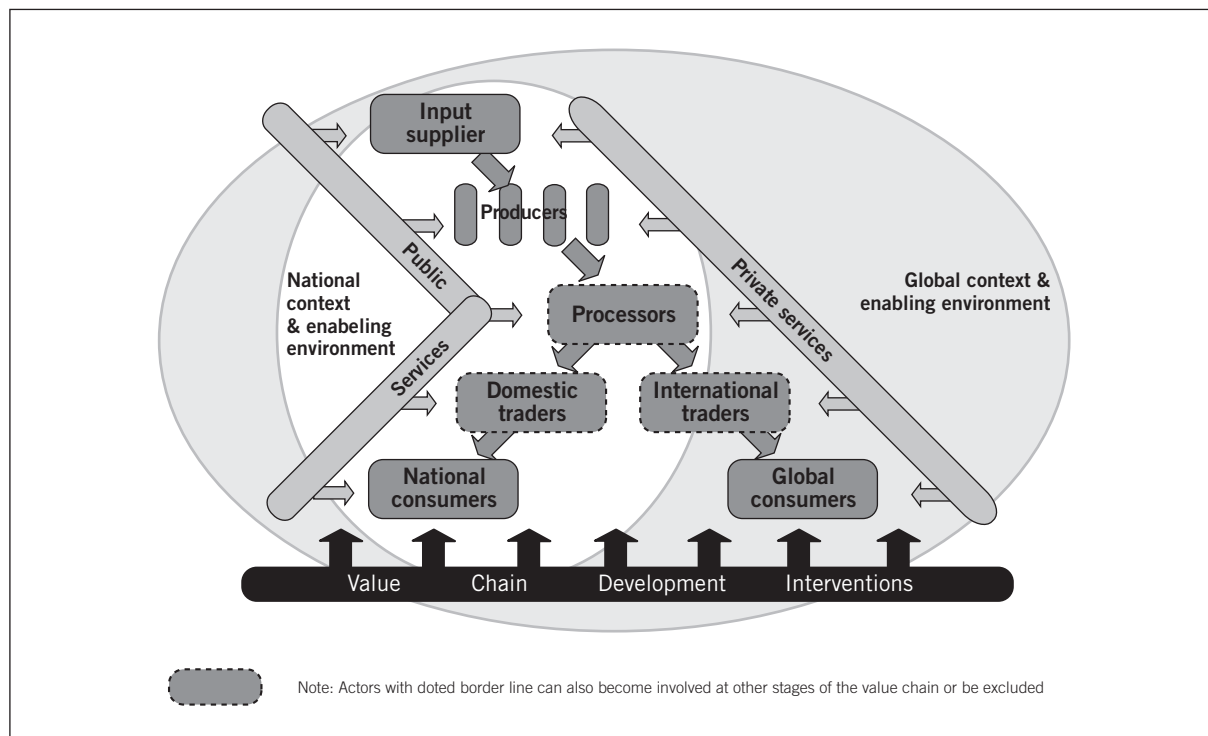 Input
supplier
Producers
Public
Private services
National
context
& enabeling
environment
Global context &
enabling environment
Processors
Services
Domestic
traders
International
traders
National
consumers
Global
consumers
Value Chain Development Interventions
Note: Actors with doted border line can also become involved at other stages of the value chain or be excluded